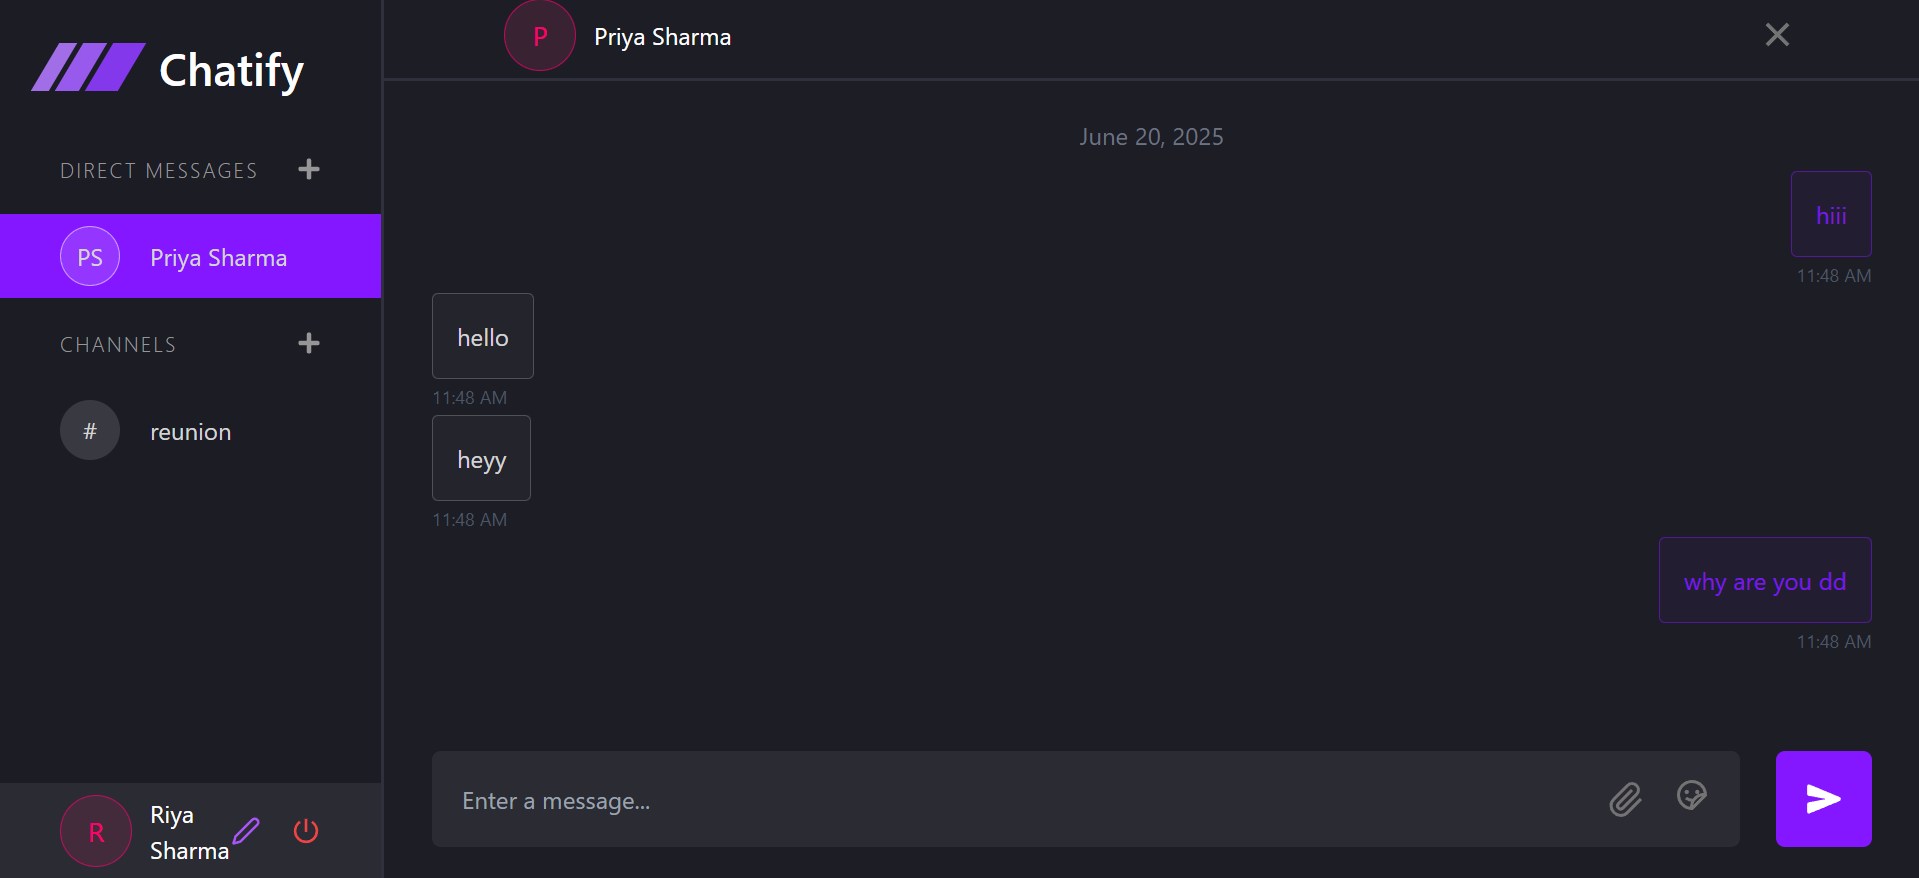 Chatify
DIRECT MESSAGES
PS Priya Sharma
CHANNELS
# reunion
R Riya
Sharma
P Priya Sharma
June 20, 2025
hiii
11:48 AM
hello
11:48 AM
heyy
11:48 AM
why are you dd
11:48 AM
Enter a message...